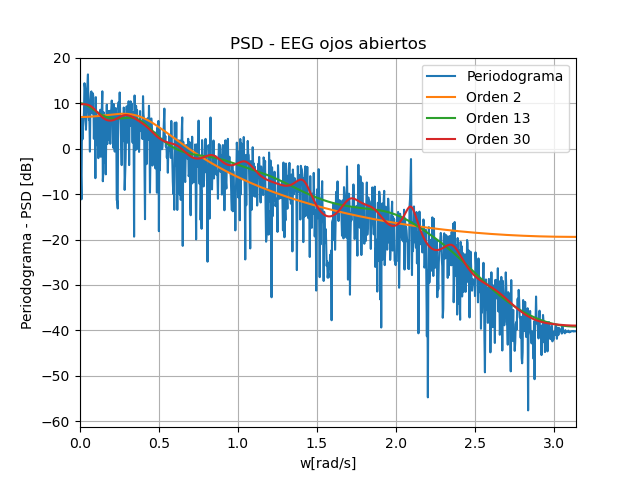 PSD - EEG ojos abiertos
Periodograma - PSD [dB]
20
10
0
−10
−20
−30
−40
−50
−60
Periodograma
Orden 2
Orden 13
Orden 30
0.0 0.5 1.0 1.5 2.0 2.5 3.0
w[rad/s]